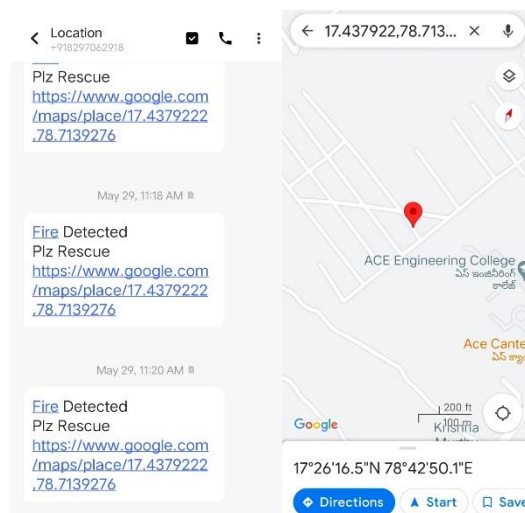 Location
+918297062918
Plz Rescue
https://www.google.com
/maps/place/17.4379222
,78.7139276
May 29, 11:18 AM
Fire Detected
Plz Rescue
https://www.google.com
/maps/place/17.4379222
,78.7139276
May 29, 11:20 AM
Fire Detected
Plz Rescue
https://www.google.com
/maps/place/17.4379222
,78.7139276
17.437922,78.713...
ACE Engineering College
ఏస్ ఇంజినీరింగ్
కాలేజ్
Ace Cante
ఏస్ క్యాం
200 ft
100 m
Krishna
Google
17°26'16.5"N 78°42'50.1"E
Directions
Start
Save